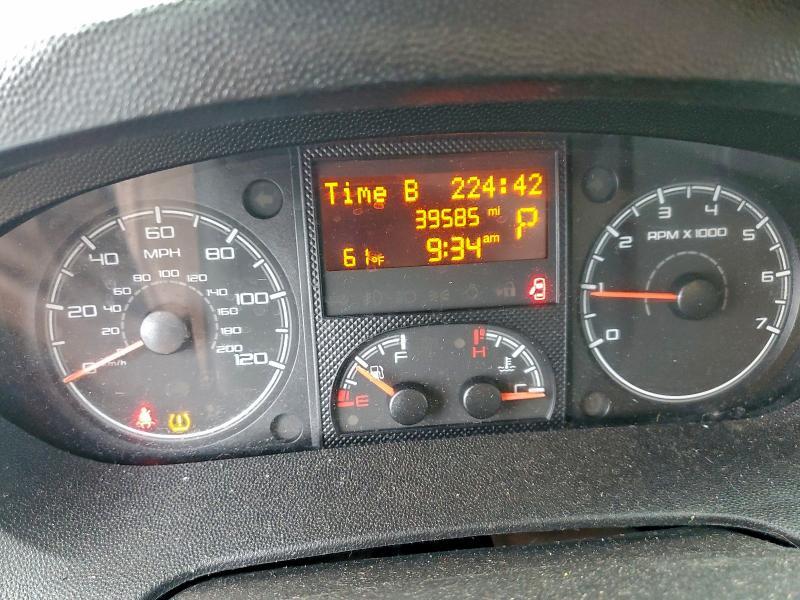 Time B 224:42
39585 mi
P
61°F 9:34 am
0 20 40 60 80 100 120
MPH
20 60 80 100 120 140 160 180 200
km/h
F
E
H
C
0 1 2 3 4 5 6 7
RPM X 1000